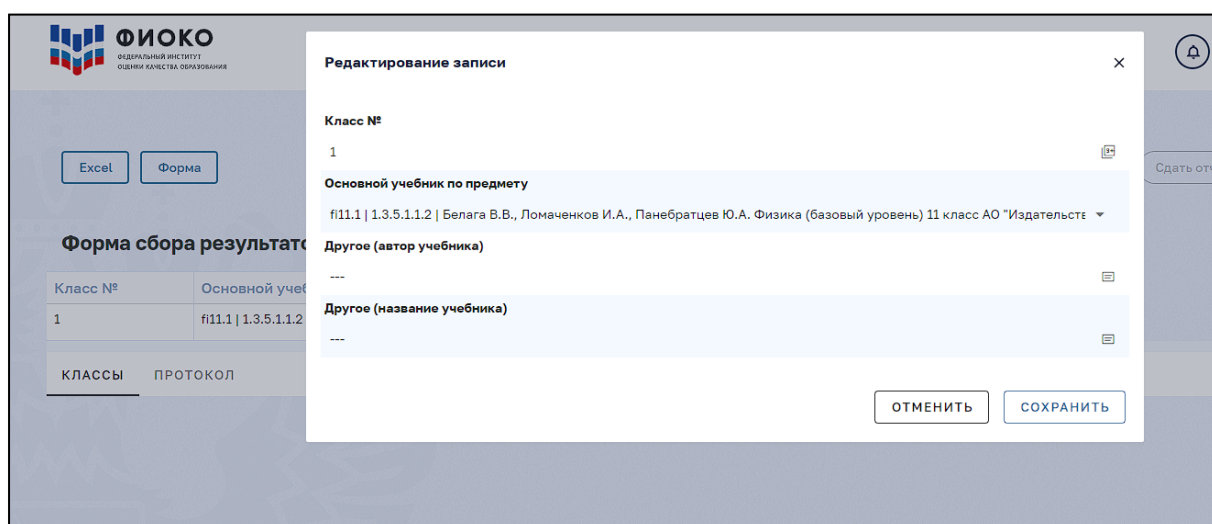 ФИОКО
ФЕДЕРАЛЬНЫЙ ИНСТИТУТ
ОЦЕНКИ КАЧЕСТВА ОБРАЗОВАНИЯ
Редактирование записи
Класс №
1
Excel Форма
Сдать отч
Основной учебник по предмету
fi11.1 | 1.3.5.1.1.2 | Белага В.В., Ломаченков И.А., Панебратцев Ю.А. Физика (базовый уровень) 11 класс АО "Издательств
Форма сбора результато
Другое (автор учебника)
---
Класс № Основной учеб
Другое (название учебника)
1 fi11.1 | 1.3.5.1.1.2
---
КЛАССЫ ПРОТОКОЛ
ОТМЕНИТЬ СОХРАНИТЬ